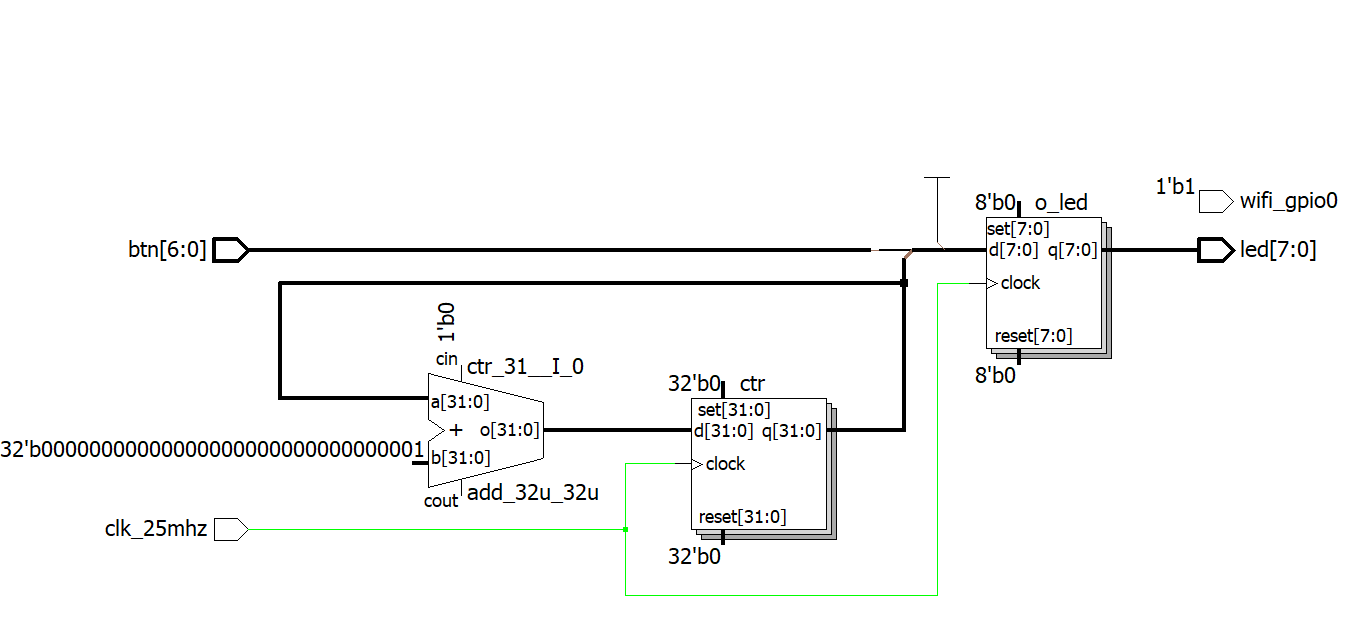 1'b1
wifi_gpio0
8'b0
o_led
set[7:0]
btn[6:0]
d[7:0]
q[7:0]
led[7:0]
clock
1'b0
reset[7:0]
cin
ctr_31__I_0
8'b0
32'b0
ctr
a[31:0]
set[31:0]
+
o[31:0]
d[31:0]
q[31:0]
32'b00000000000000000000000000000001
b[31:0]
clock
cout
add_32u_32u
reset[31:0]
clk_25mhz
32'b0